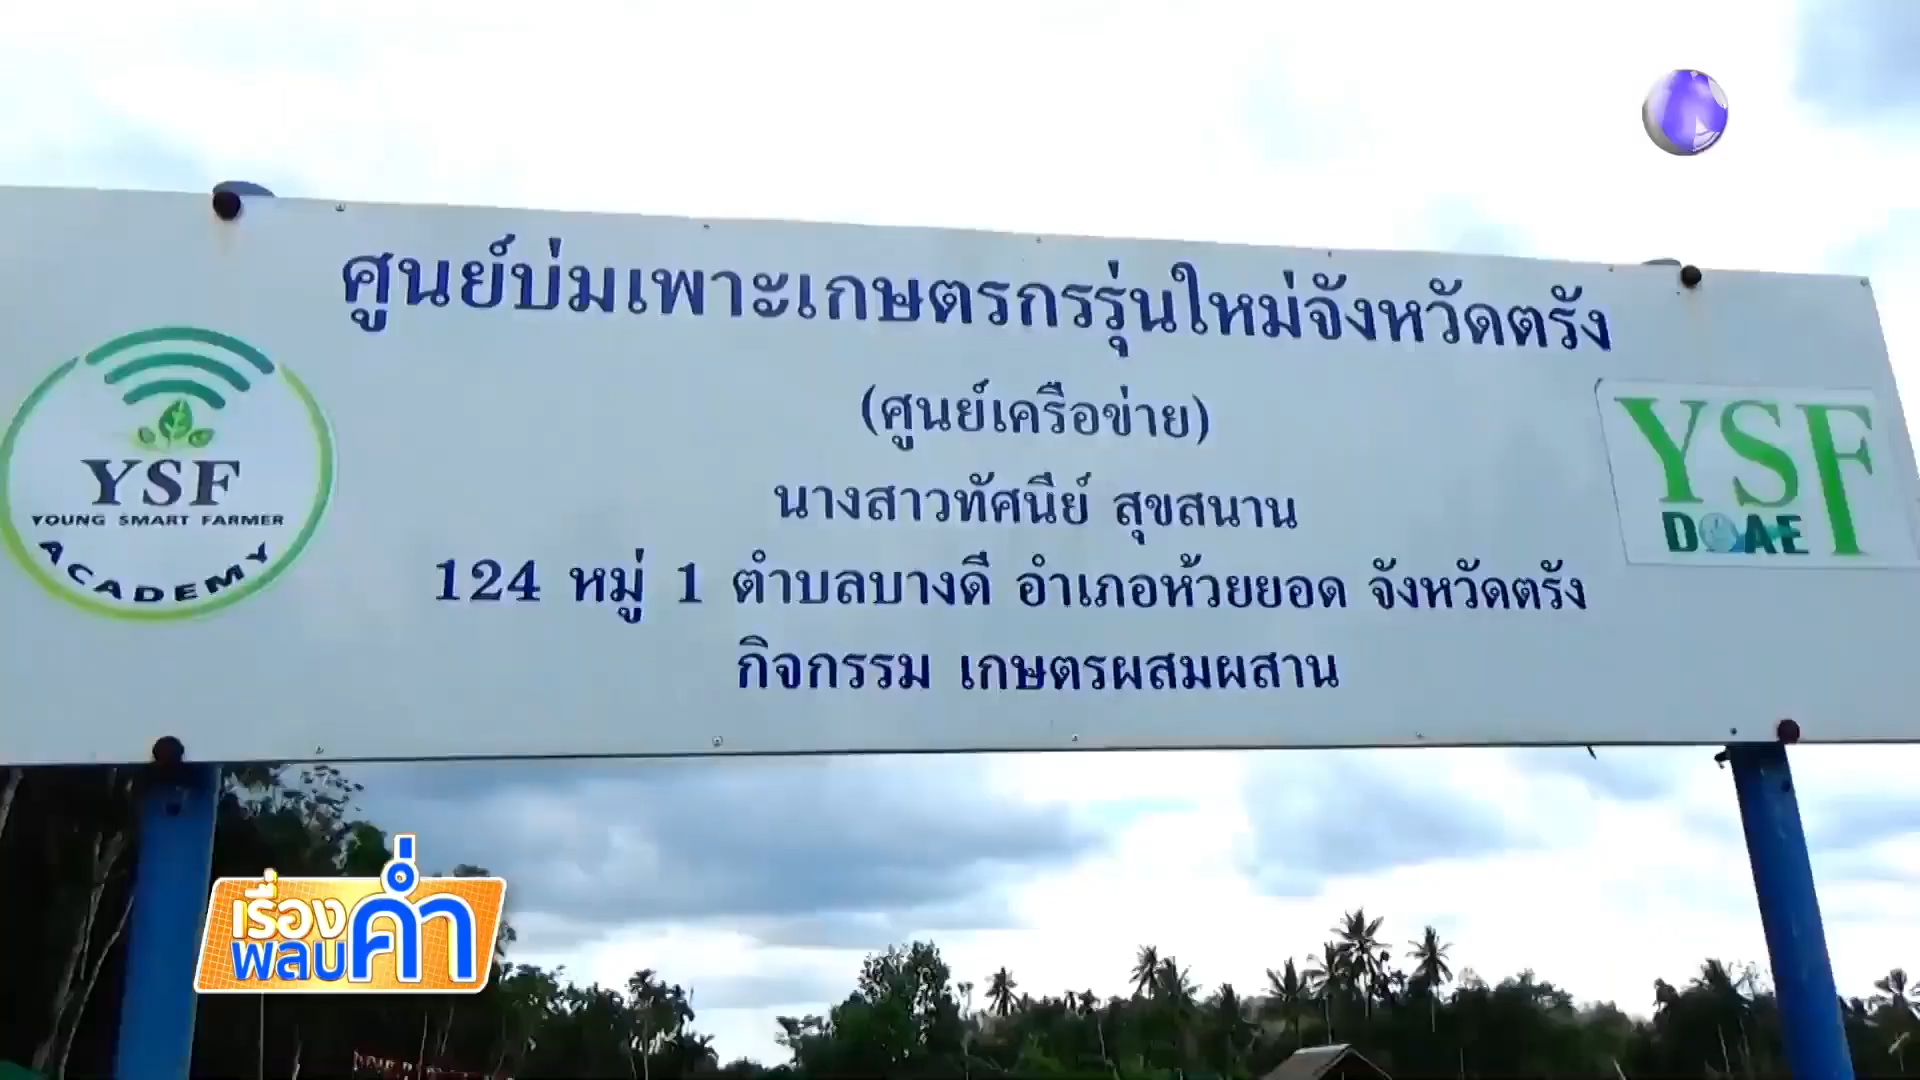 ศูนย์บ่มเพาะเกษตรกรรุ่นใหม่จังหวัดตรัง
(ศูนย์เครือข่าย)
นางสาวทัศนีย์ สุขสนาน
124 หมู่ 1 ตำบลบางดี อำเภอห้วยยอด จังหวัดตรัง
กิจกรรม เกษตรผสมผสาน
YSF
YOUNG SMART FARMER
ACADEMY
YSF
DOAE
เรื่อง
พลบ
ค่ำ